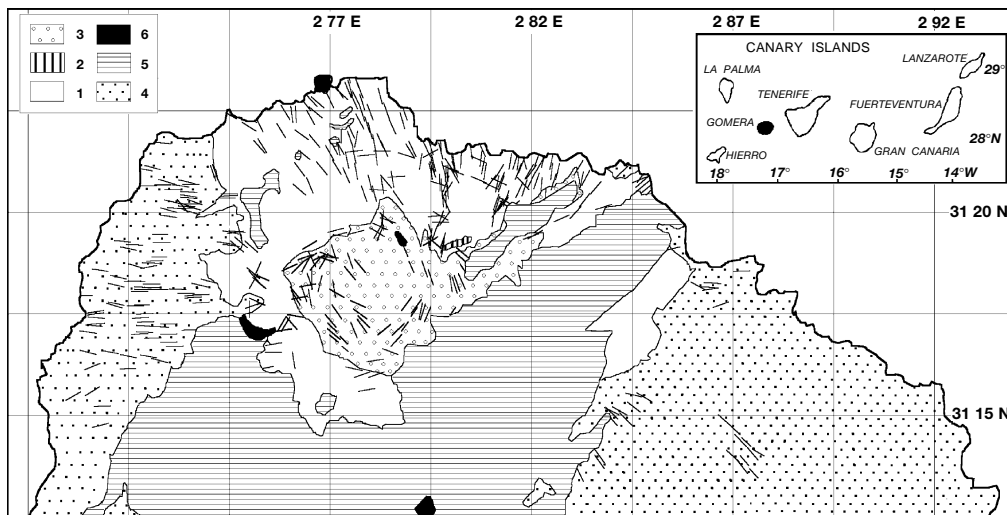 2 77 E 2 82 E 2 87 E 2 92 E
3 6
2 5
1 4
CANARY ISLANDS
LANZAROTE
29°
LA PALMA
TENERIFE
FUERTEVENTURA
GOMERA
28°N
HIERRO
GRAN CANARIA
18° 17° 16° 15° 14°W
31 20 N
31 15 N